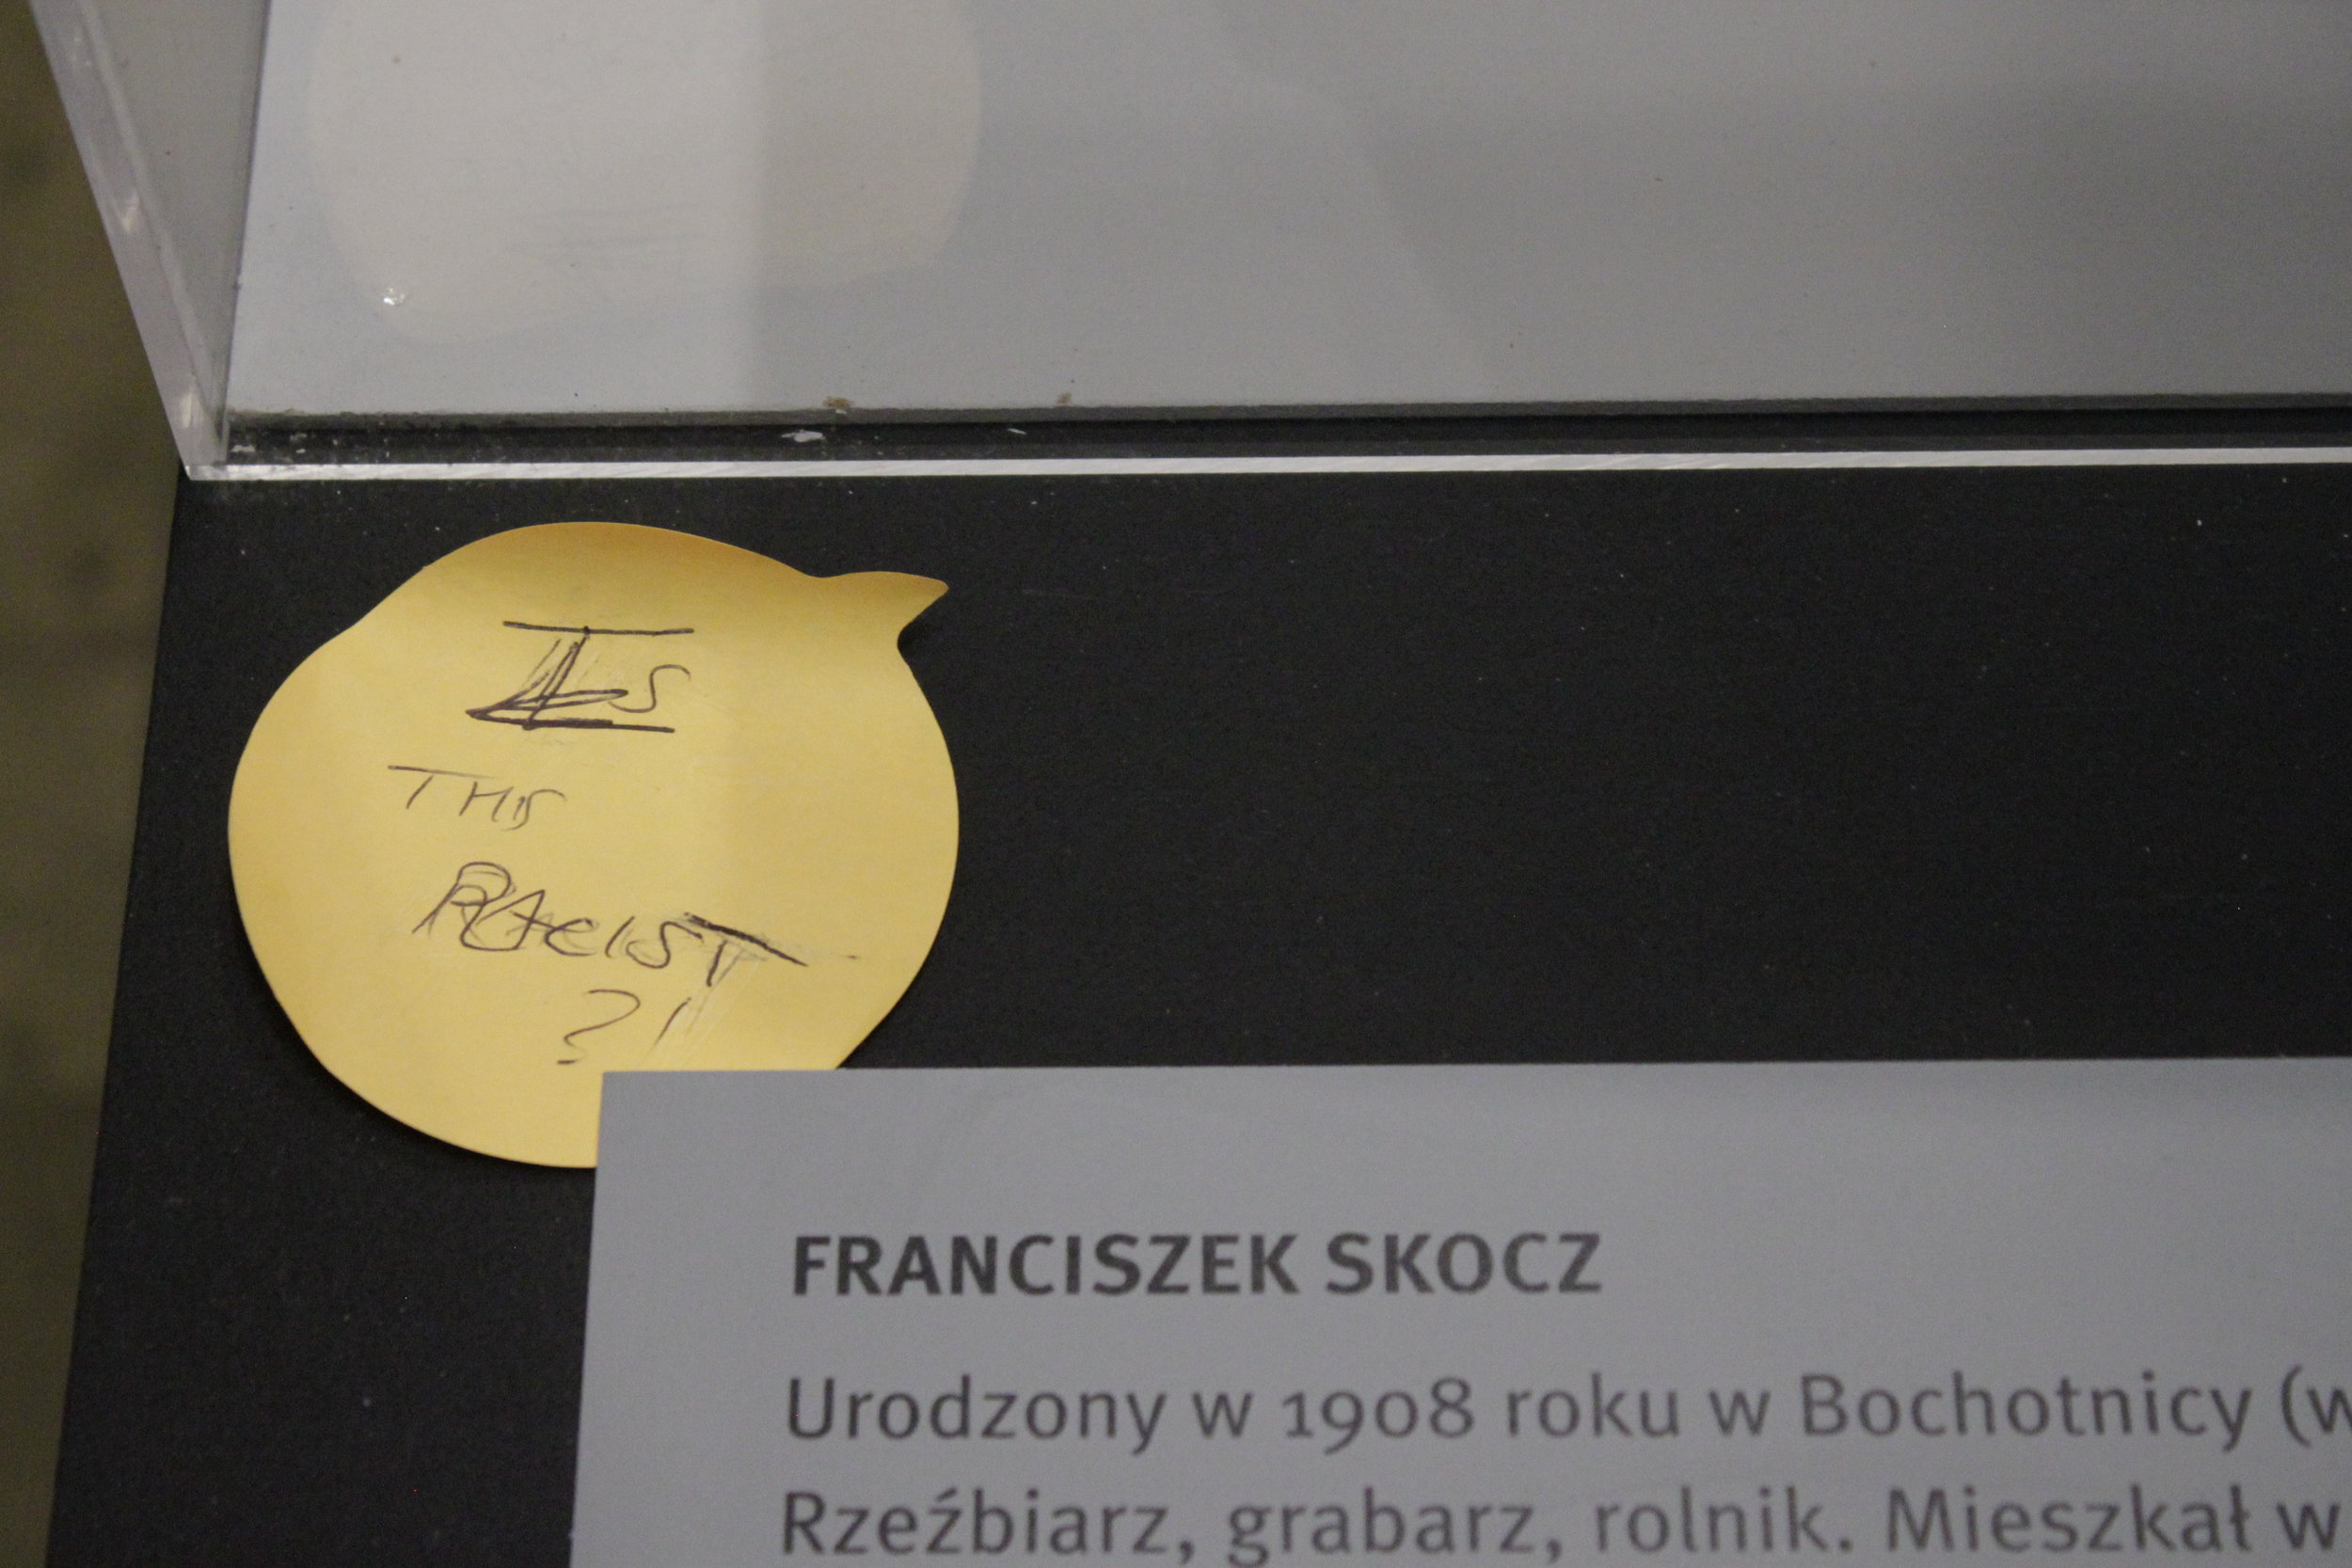 Is
THIS
RACIST
?!
FRANCISZEK SKOCZ
Urodzony w 1908 roku w Bochotnicy (w
Rzeźbiarz, grabarz, rolnik. Mieszkał w